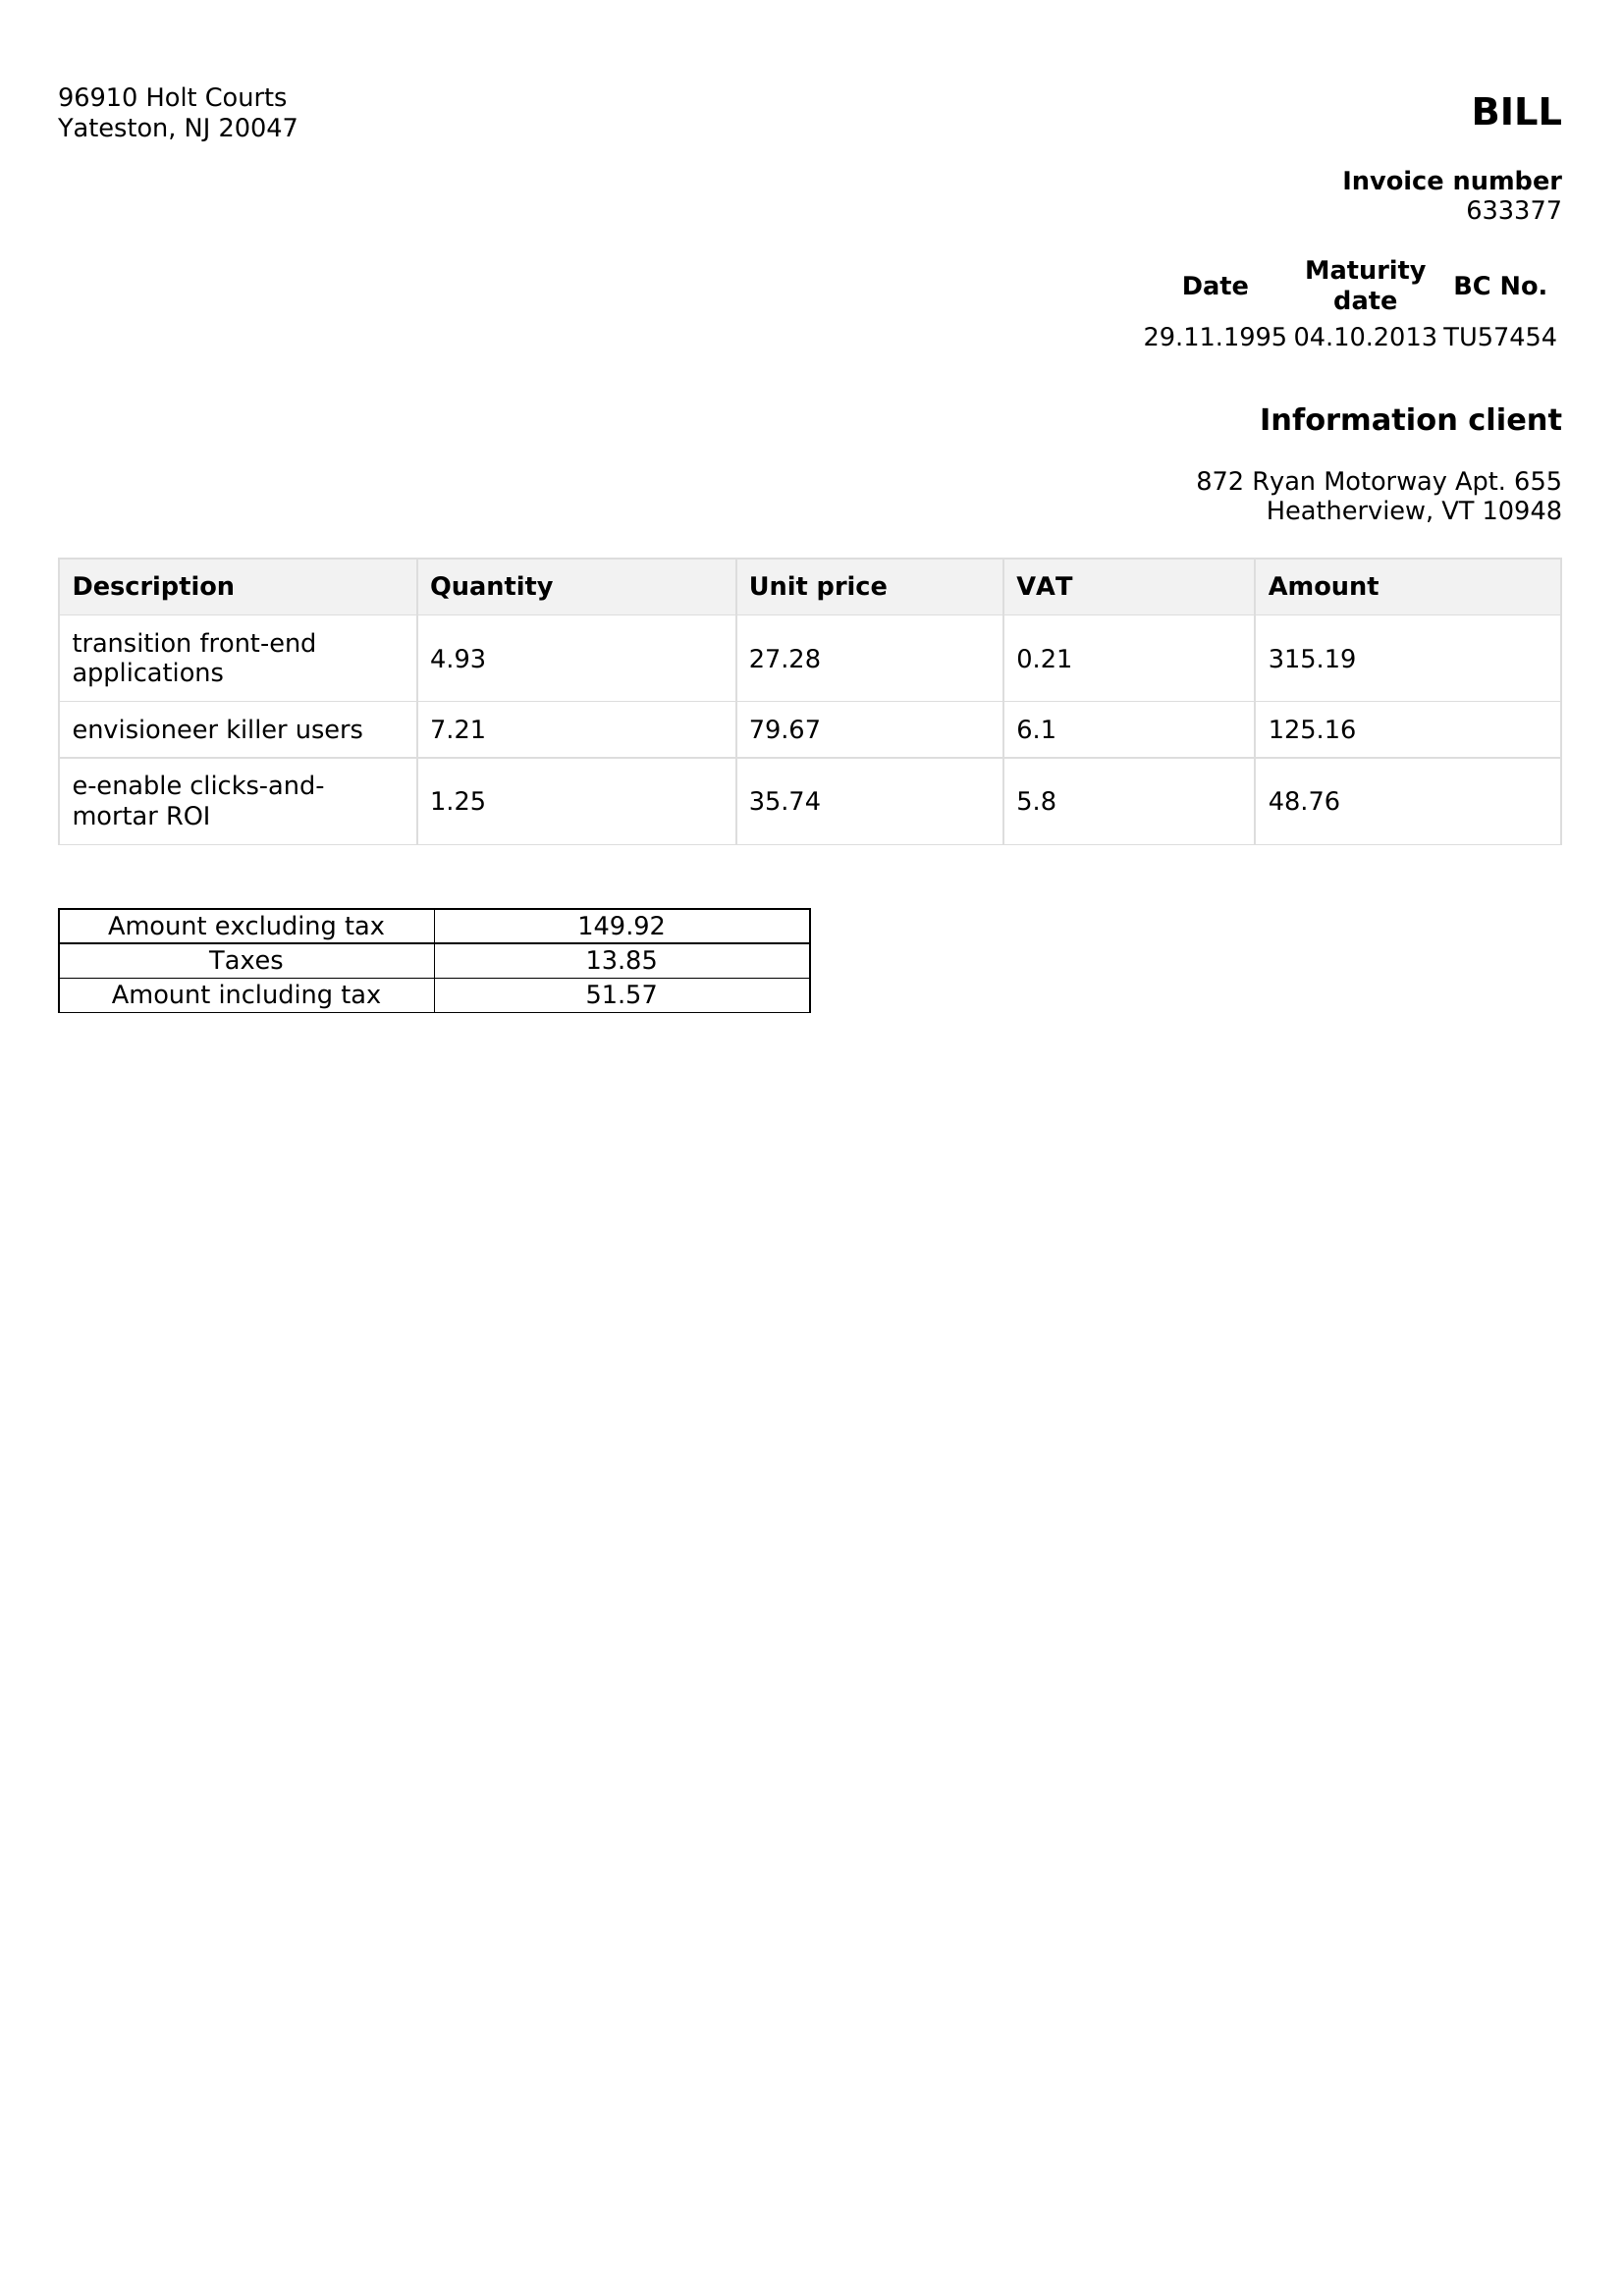 96910 Holt Courts
Yateston, NJ 20047
BILL
Invoice number
633377
Date Maturity date BC No.
29.11.1995 04.10.2013 TU57454
Information client
872 Ryan Motorway Apt. 655
Heatherview, VT 10948
Description Quantity Unit price VAT Amount
transition front-end
applications 4.93 27.28 0.21 315.19
envisioneer killer users 7.21 79.67 6.1 125.16
e-enable clicks-and-
mortar ROI 1.25 35.74 5.8 48.76
Amount excluding tax 149.92
Taxes 13.85
Amount including tax 51.57